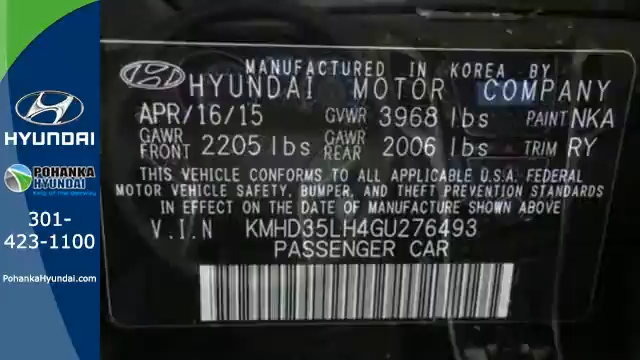 HYUNDAI
POHANKA
HYUNDAI
301-
423-1100
PohankaHyundai.com
MANUFACTURED IN KOREA BY
HYUNDAI MOTOR COMPANY
APR/16/15 GVWR 3968 lbs PAINT NKA
GAWR FRONT 2205 lbs GAWR REAR 2006 lbs TRIM RY
THIS VEHICLE CONFORMS TO ALL APPLICABLE U.S.A. FEDERAL
MOTOR VEHICLE SAFETY, BUMPER, AND THEFT PREVENTION STANDARDS
IN EFFECT ON THE DATE OF MANUFACTURE SHOWN ABOVE
V.I.N KMHD35LH4GU276493
PASSENGER CAR